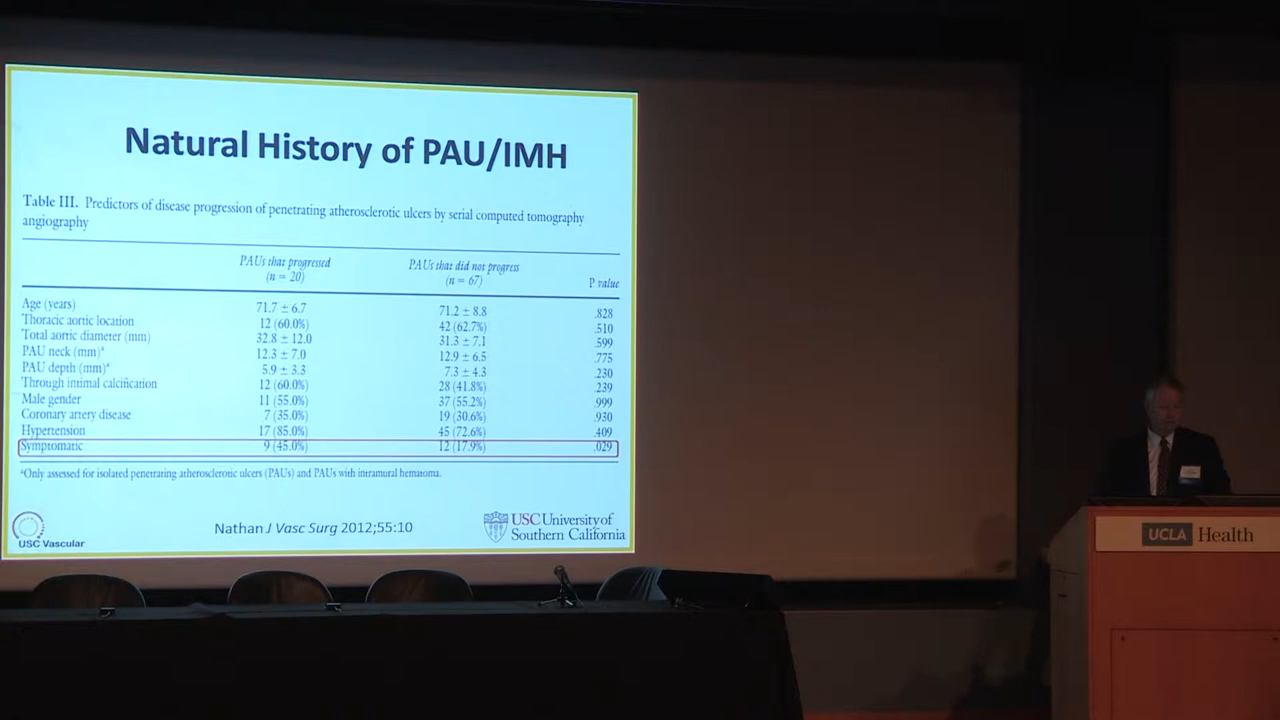 Natural History of PAU/IMH
Table III. Predictors of disease progression of penetrating atherosclerotic ulcers by serial computed tomography
angiography
PAUs that progressed PAUs that did not progress
(n = 20) (n = 67) P value
Age (years) 71.7 ± 6.7 71.2 ± 8.8 .828
Thoracic aortic location 12 (60.0%) 42 (62.7%) .510
Total aortic diameter (mm) 32.8 ± 12.0 31.3 ± 7.1 .599
PAU neck (mm)ᵃ 12.3 ± 7.0 12.9 ± 6.5 .775
PAU depth (mm)ᵃ 5.9 ± 3.3 7.3 ± 4.3 .230
Through intimal calcification 12 (60.0%) 28 (41.8%) .239
Male gender 11 (55.0%) 37 (55.2%) .999
Coronary artery disease 7 (35.0%) 19 (30.6%) .930
Hypertension 17 (85.0%) 45 (72.6%) .409
Symptomatic 9 (45.0%) 12 (17.9%) .029
ᵃOnly assessed for isolated penetrating atherosclerotic ulcers (PAUs) and PAUs with intramural hematoma.
USC Vascular
Nathan J Vasc Surg 2012;55:10
USC University of
Southern California
UCLA Health